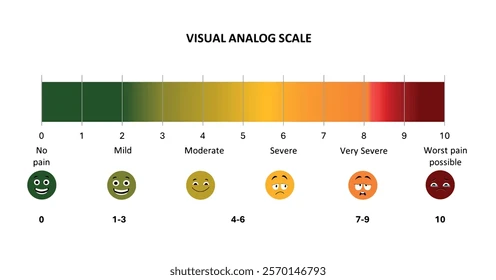 VISUAL ANALOG SCALE
0 1 2 3 4 5 6 7 8 9 10
No pain Mild Moderate Severe Very Severe Worst pain possible
0 1-3 4-6 7-9 10
shutterstock.com · 2570146793